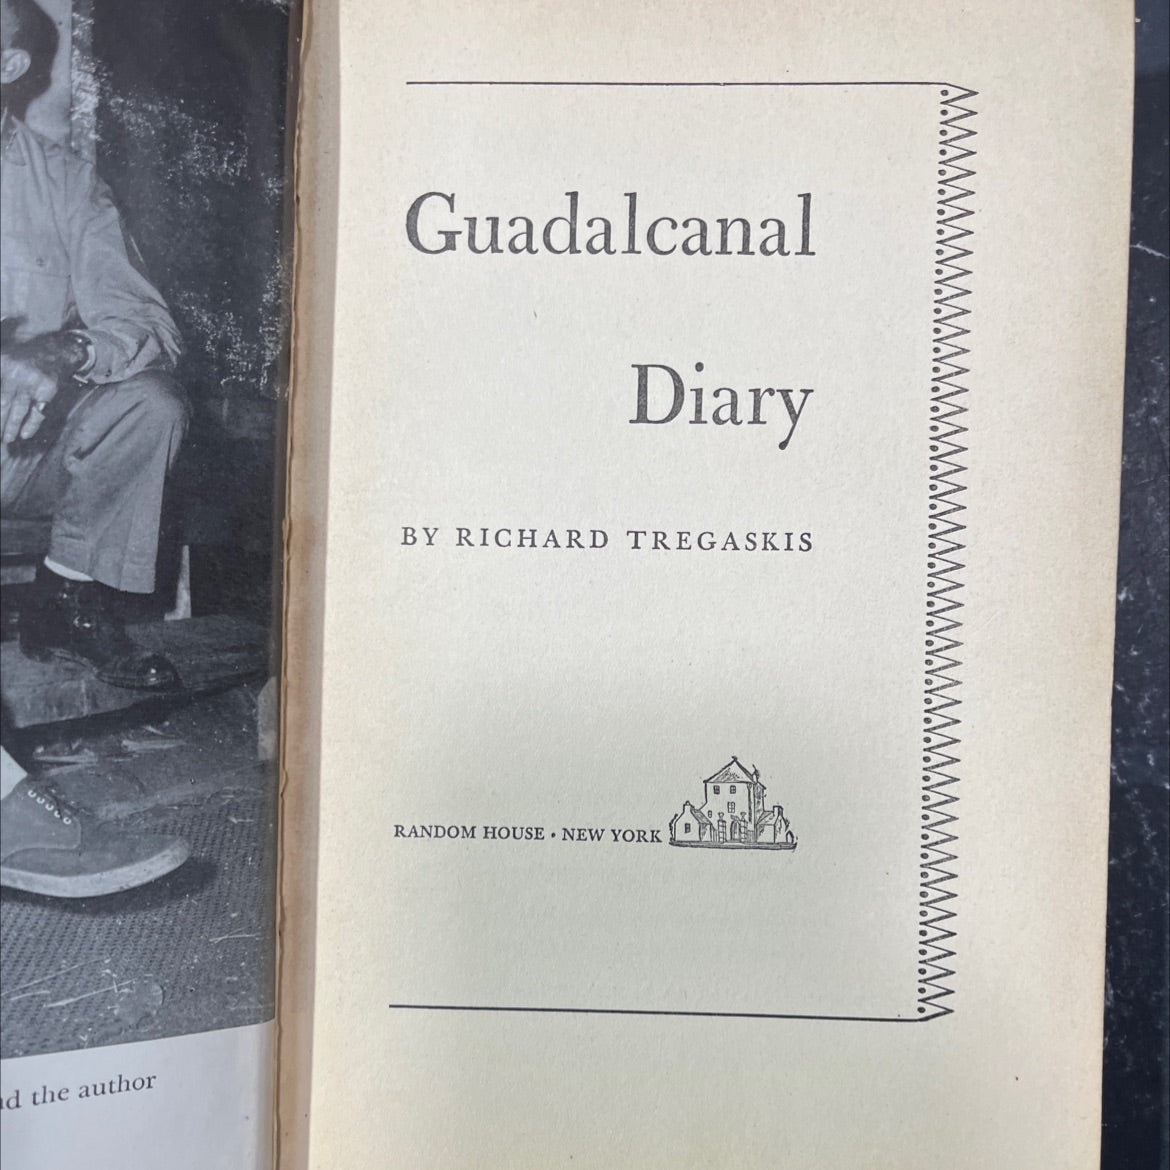 Guadalcanal
Diary
BY RICHARD TREGASKIS
RANDOM HOUSE · NEW YORK
the author